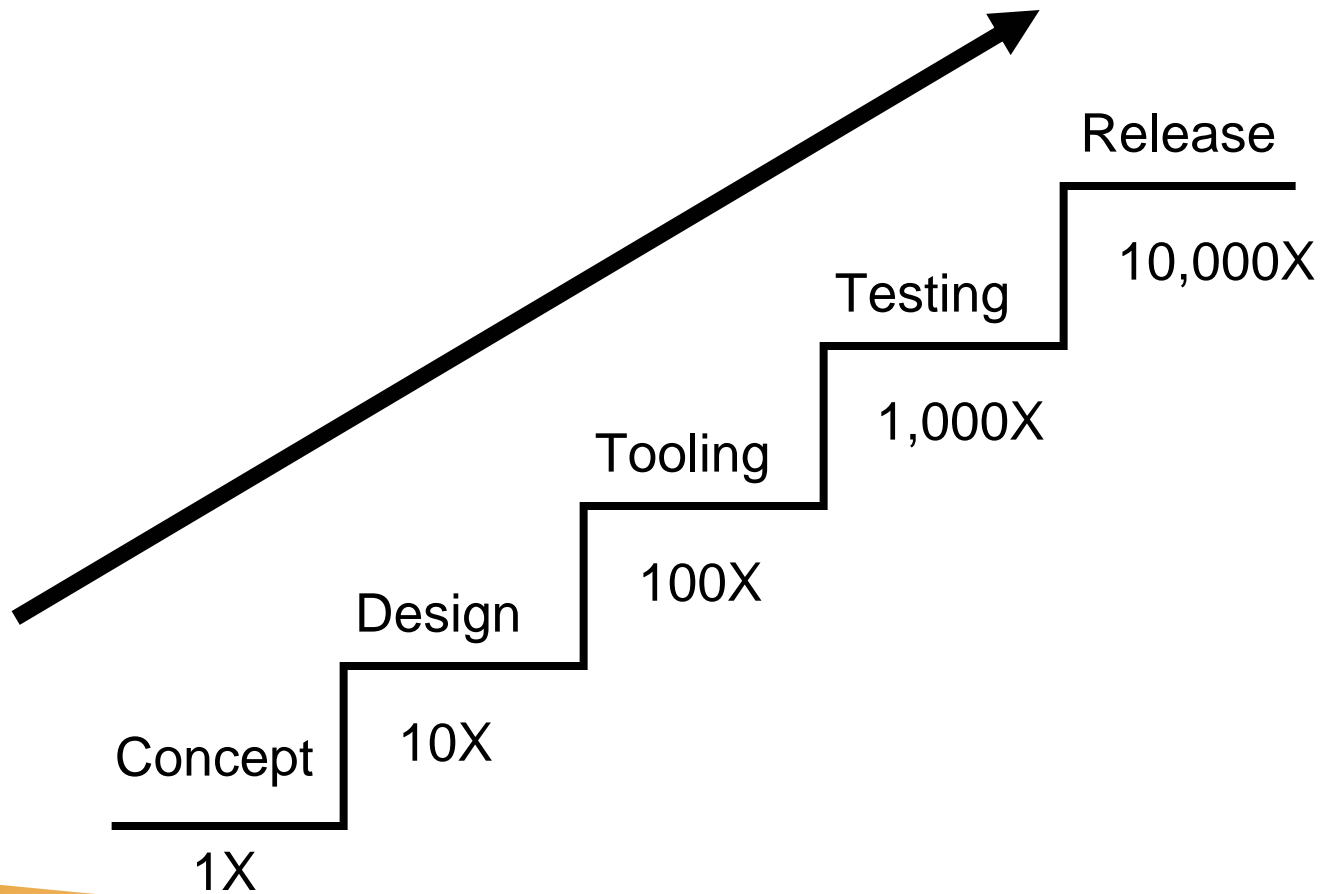 Release
10,000X
Testing
1,000X
Tooling
100X
Design
10X
Concept
1X